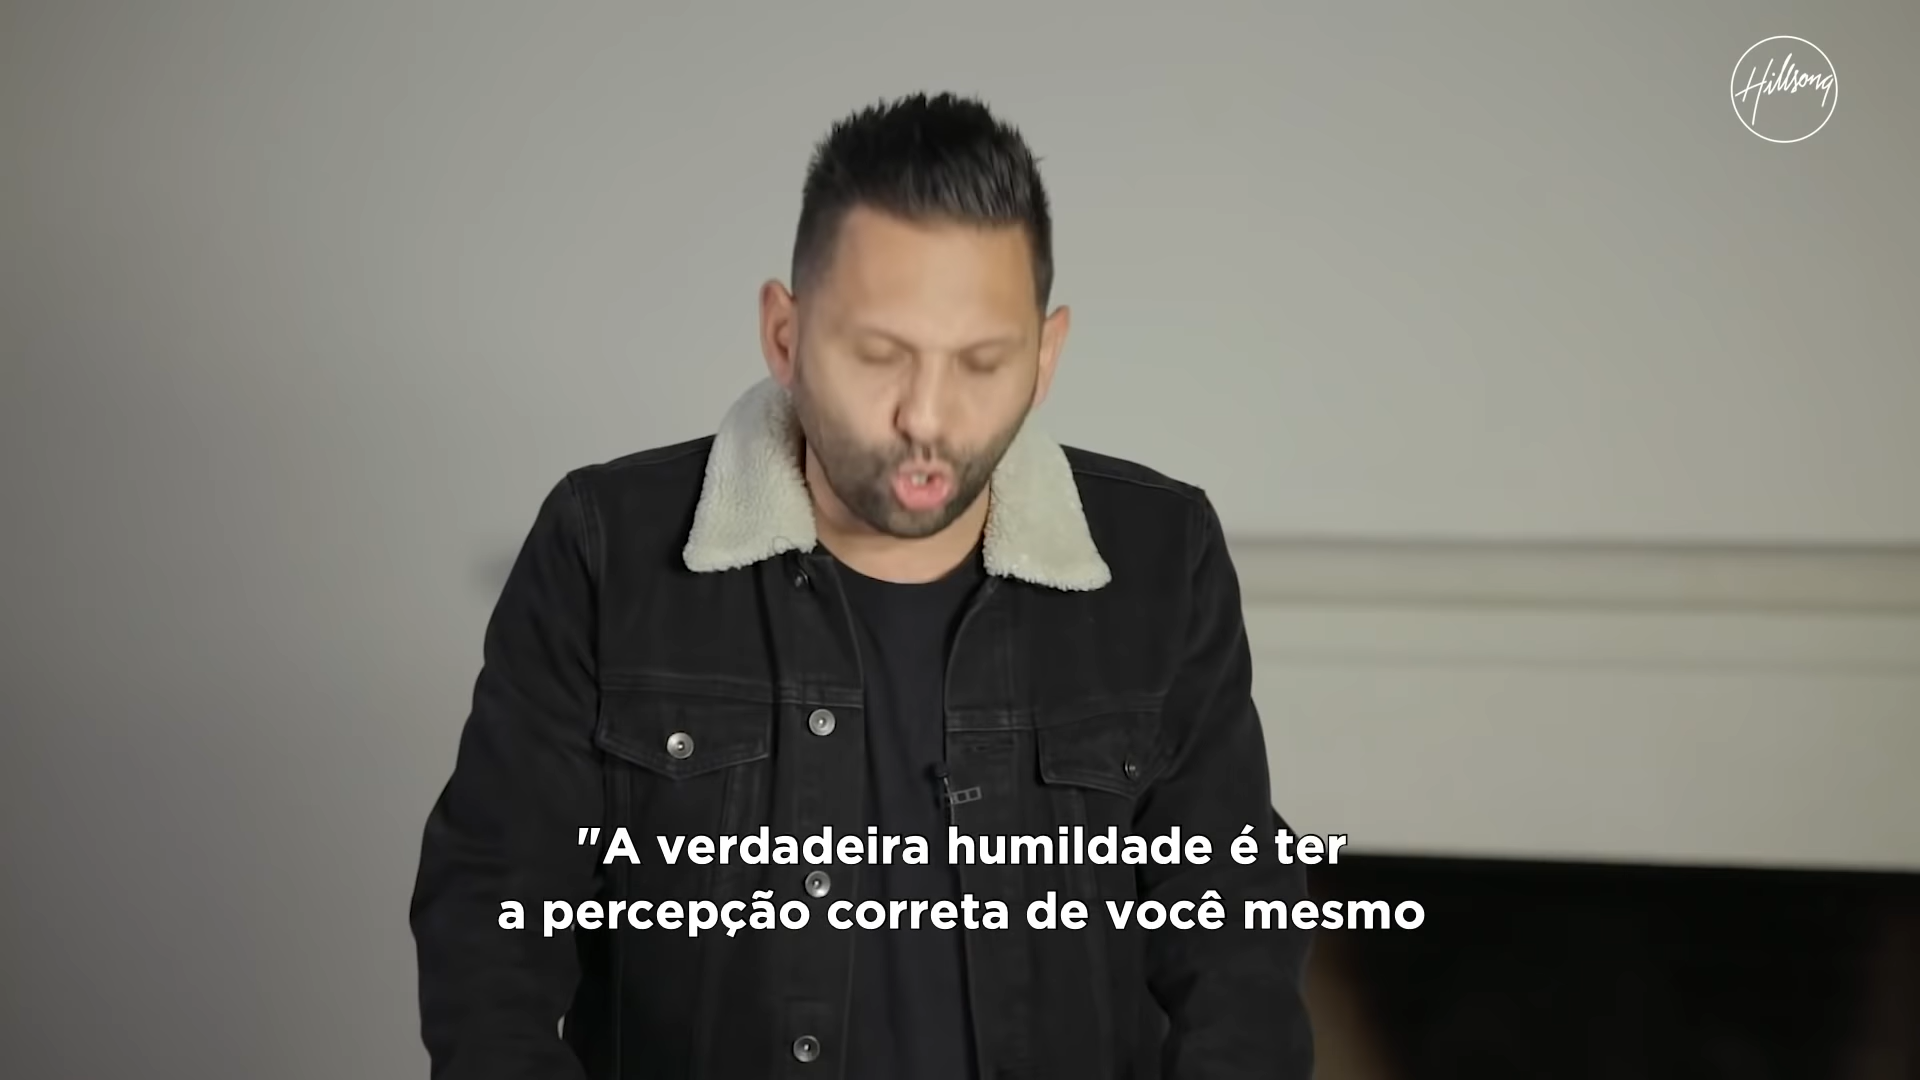 Hillsong
"A verdadeira humildade é ter
a percepção correta de você mesmo